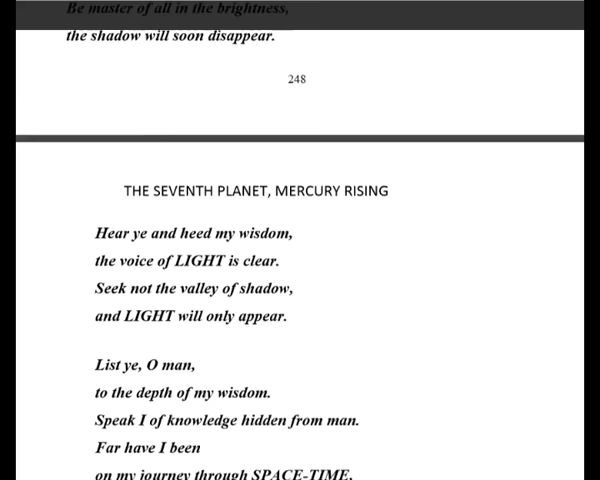 Be master of all in the brightness,
the shadow will soon disappear.
248
THE SEVENTH PLANET, MERCURY RISING
Hear ye and heed my wisdom,
the voice of LIGHT is clear.
Seek not the valley of shadow,
and LIGHT will only appear.
List ye, O man,
to the depth of my wisdom.
Speak I of knowledge hidden from man.
Far have I been
on my journey through SPACE-TIME,